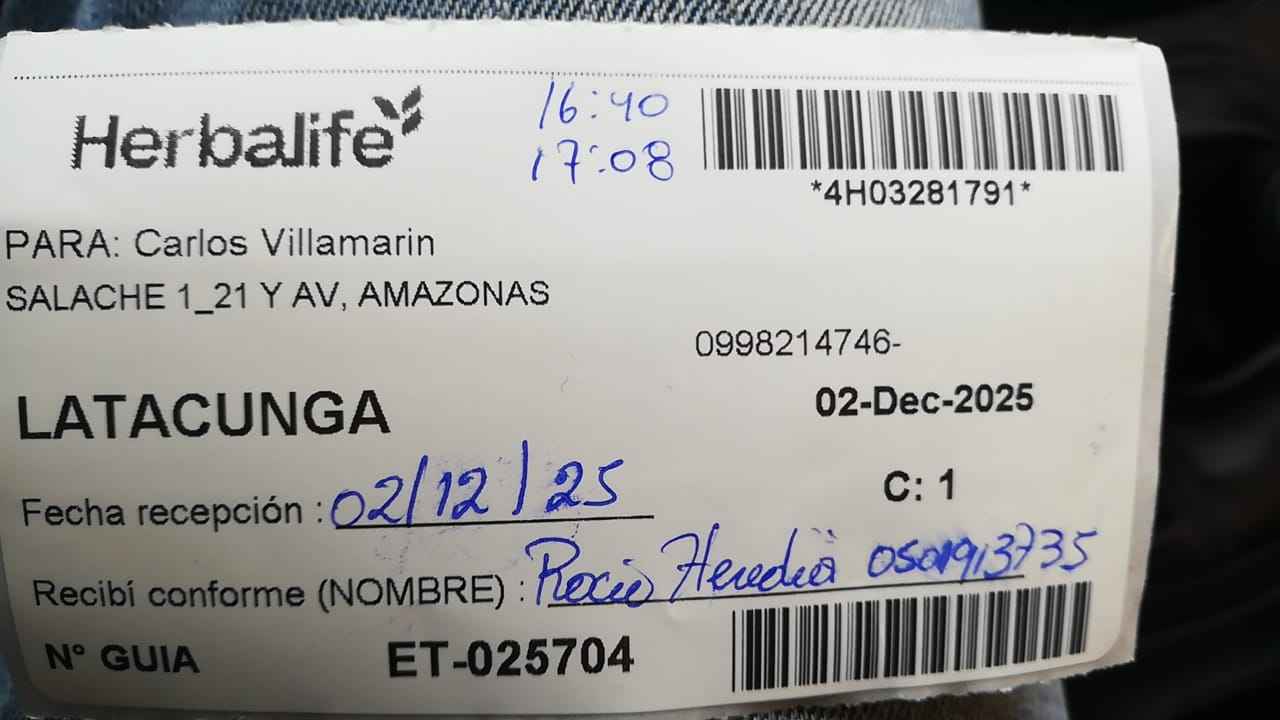 Herbalife
16:40
17:08
*4H03281791*
PARA: Carlos Villamarin
SALACHE 1_21 Y AV, AMAZONAS
0998214746-
LATACUNGA
02-Dec-2025
C: 1
Fecha recepción : 02/12/25
Recibí conforme (NOMBRE) : Rocio Heredia 0501913735
N° GUIA ET-025704